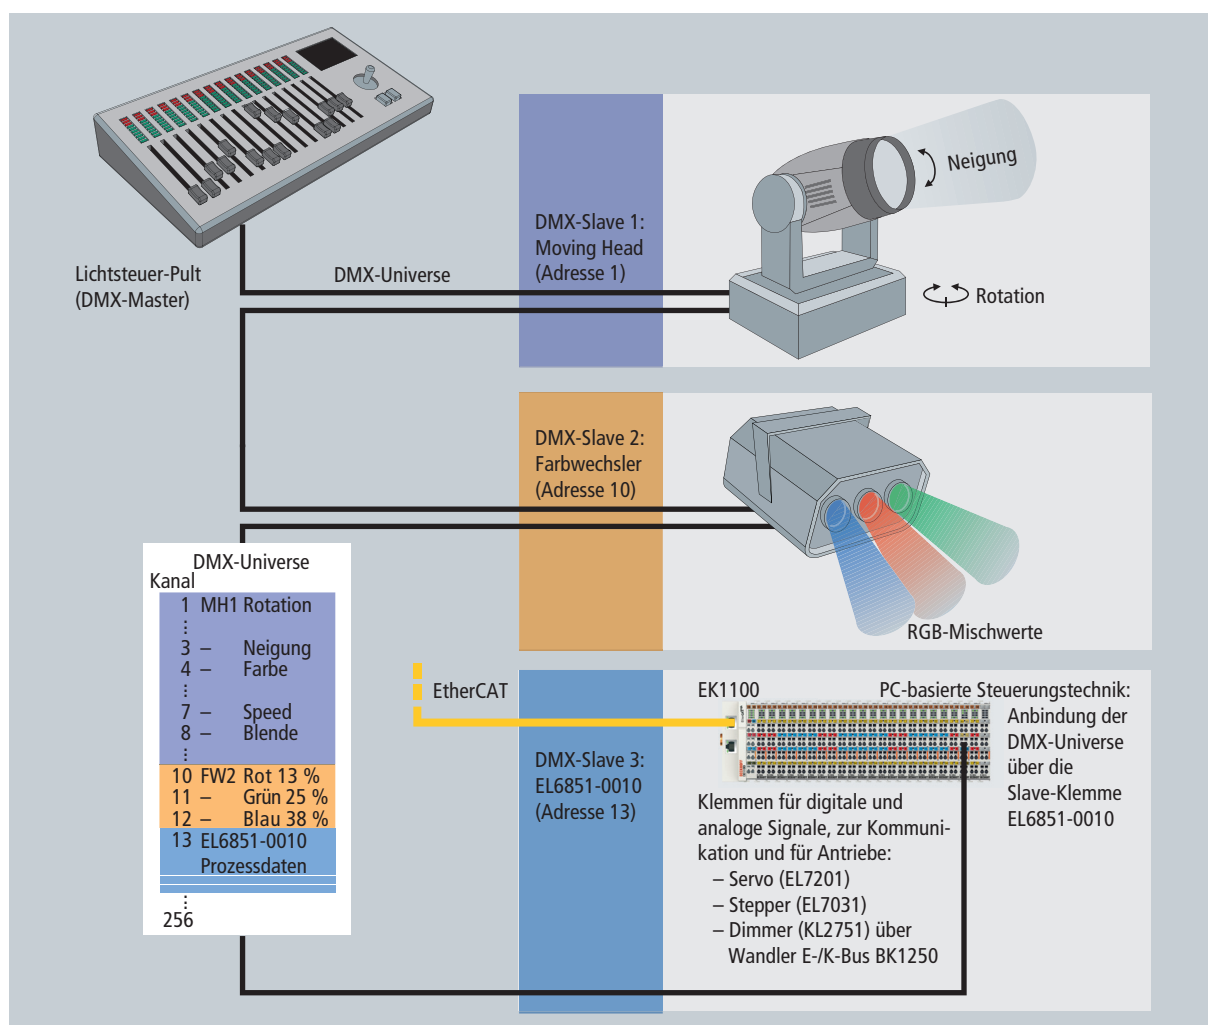 Lichtsteuer-Pult
(DMX-Master)
DMX-Universe
DMX-Slave 1:
Moving Head
(Adresse 1)
Neigung
Rotation
DMX-Slave 2:
Farbwechsler
(Adresse 10)
RGB-Mischwerte
DMX-Universe
Kanal
1 MH1 Rotation
⋮
3 – Neigung
4 – Farbe
⋮
7 – Speed
8 – Blende
⋮
10 FW2 Rot 13 %
11 – Grün 25 %
12 – Blau 38 %
13 EL6851-0010
Prozessdaten
⋮
256
EtherCAT
DMX-Slave 3:
EL6851-0010
(Adresse 13)
EK1100
PC-basierte Steuerungstechnik:
Anbindung der
DMX-Universe
über die
Slave-Klemme
EL6851-0010
Klemmen für digitale und
analoge Signale, zur Kommuni-
kation und für Antriebe:
– Servo (EL7201)
– Stepper (EL7031)
– Dimmer (KL2751) über
Wandler E-/K-Bus BK1250